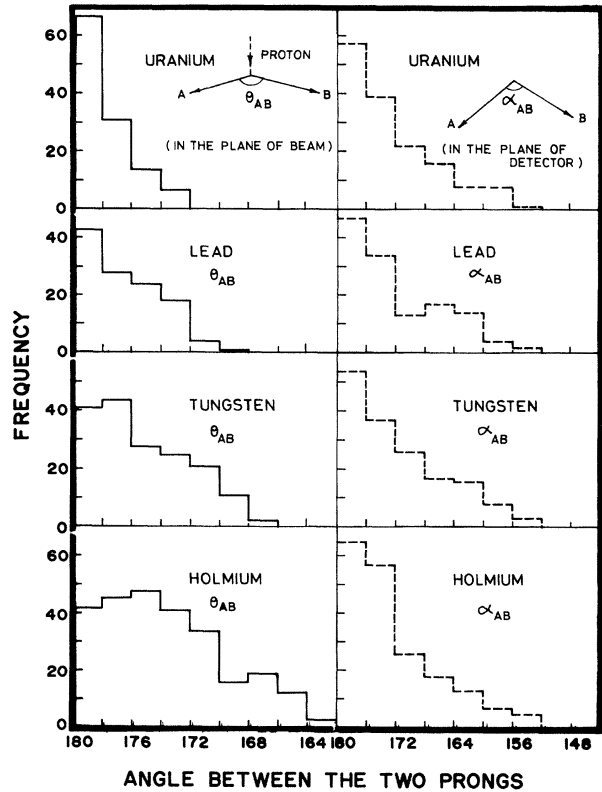 60
40
20
0
URANIUM
PROTON
A
B
θAB
(IN THE PLANE OF BEAM)
URANIUM
A
B
αAB
(IN THE PLANE OF
DETECTOR)
40
20
0
LEAD
θAB
LEAD
αAB
FREQUENCY
40
20
0
TUNGSTEN
θAB
TUNGSTEN
αAB
60
40
20
0
HOLMIUM
θAB
HOLMIUM
αAB
180 176 172 168 164 180 172 164 156 148
ANGLE BETWEEN THE TWO PRONGS